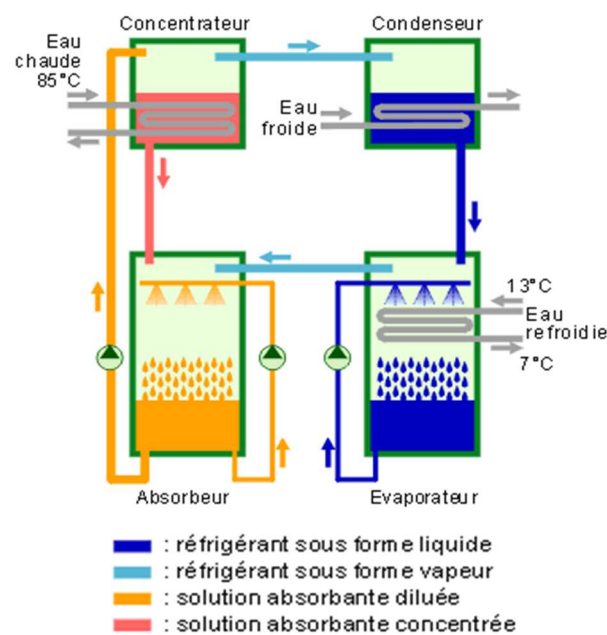 Concentrateur
Condenseur
Eau
chaude
85°C
Eau
froide
13°C
Eau
refroidie
7°C
Absorbeur
Evaporateur
: réfrigérant sous forme liquide
: réfrigérant sous forme vapeur
: solution absorbante diluée
: solution absorbante concentrée